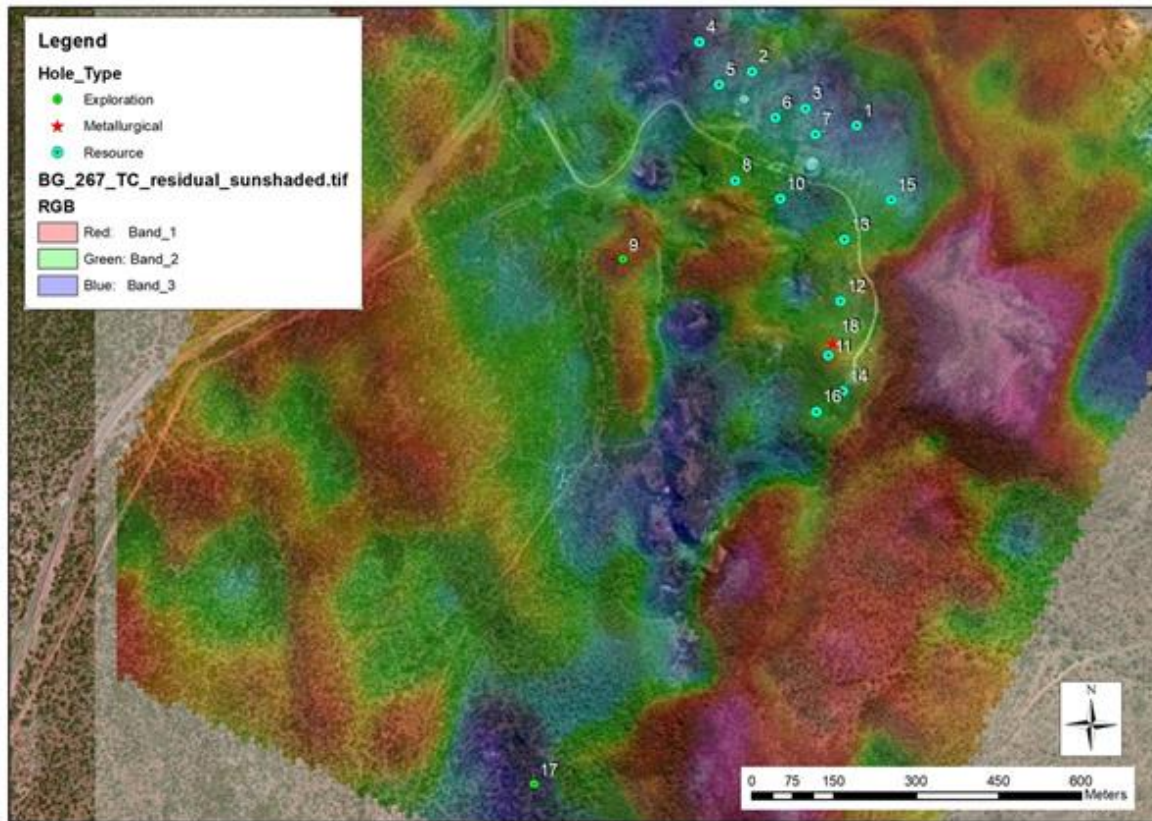 Legend
Hole_Type
Exploration
Metallurgical
Resource
BG_267_TC_residual_sunshaded.tif
RGB
Red: Band_1
Green: Band_2
Blue: Band_3
4
2
5
3
6
7
1
8
10
15
13
9
12
18
11
14
16
17
N
0 75 150 300 450 600
Meters